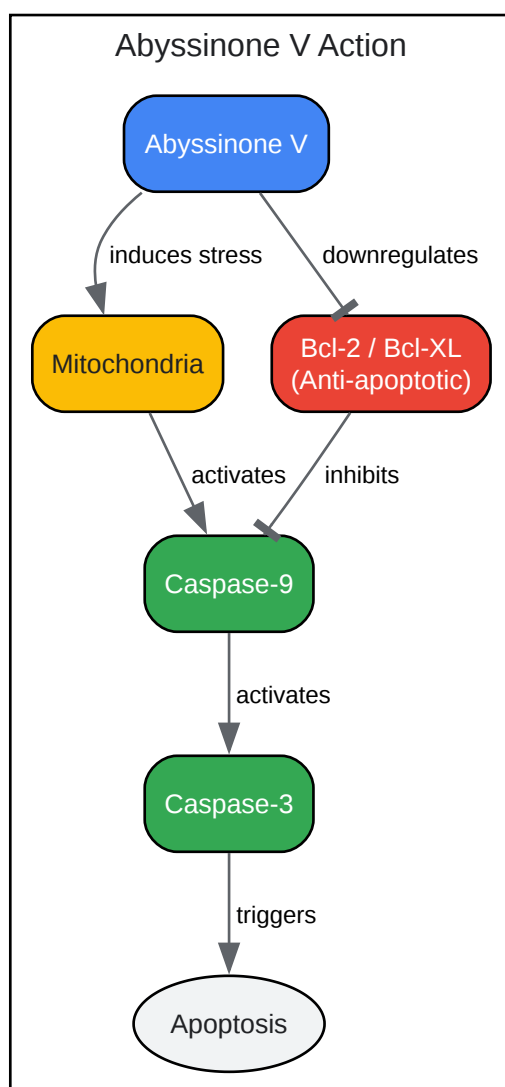 Abyssinone V Action
Abyssinone V
induces stress
downregulates
Mitochondria
Bcl-2 / Bcl-XL
(Anti-apoptotic)
activates
inhibits
Caspase-9
activates
Caspase-3
triggers
Apoptosis